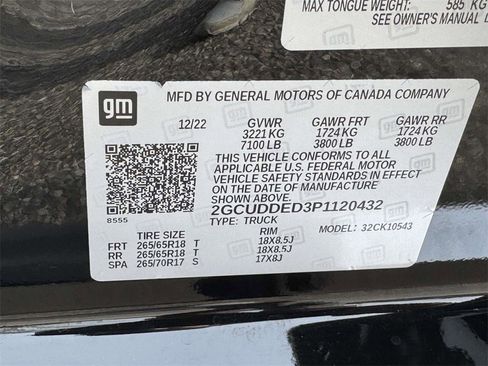 MAX TONGUE WEIGHT: 585 KG
SEE OWNER'S MANUAL
gm
MFD BY GENERAL MOTORS OF CANADA COMPANY
12/22 GVWR GAWR FRT GAWR RR
3221 KG 1724 KG 1724 KG
7100 LB 3800 LB 3800 LB
THIS VEHICLE CONFORMS TO ALL
APPLICABLE U.S. FEDERAL MOTOR
VEHICLE SAFETY STANDARDS IN
EFFECT ON THE DATE OF
MANUFACTURE SHOWN ABOVE.
2GCUDDED3P1120432
8555
TYPE: TRUCK MODEL: 32CK10543
TIRE SIZE RIM
FRT 265/65R18 T 18X8.5J
RR 265/65R18 T 18X8.5J
SPA 265/70R17 S 17X8J